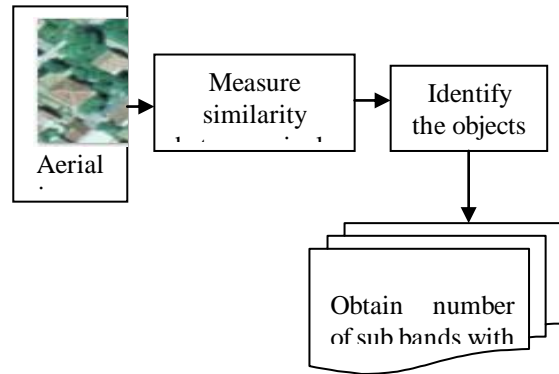 Measure
similarity
Identify
the objects
Aerial
Obtain number
of sub bands with